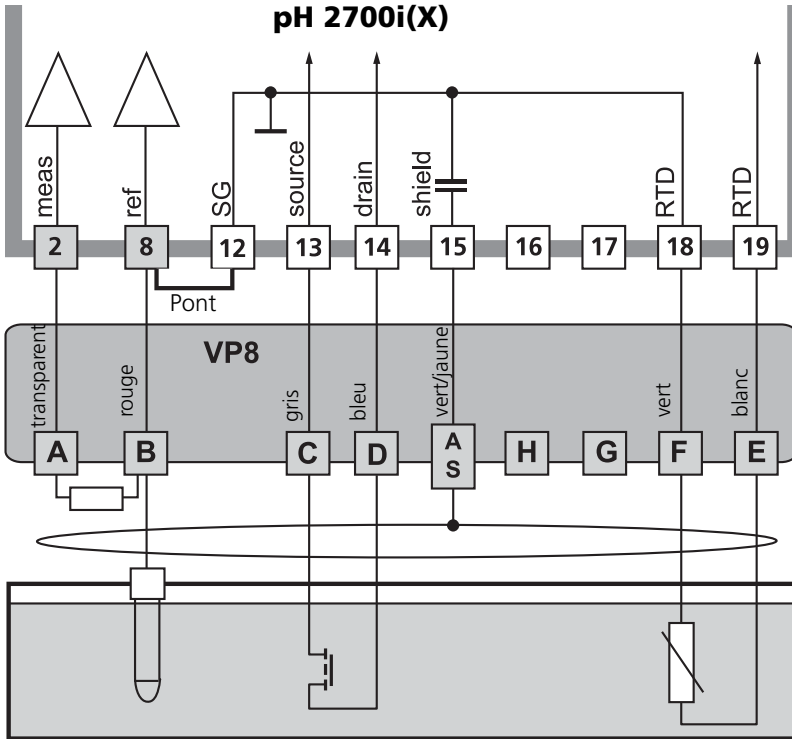 pH 2700i(X)
meas
ref
SG
source
drain
shield
RTD
RTD
2
8
12
13
14
15
16
17
18
19
Pont
VP8
transparent
rouge
gris
bleu
vert/jaune
vert
blanc
A
B
C
D
A
S
H
G
F
E